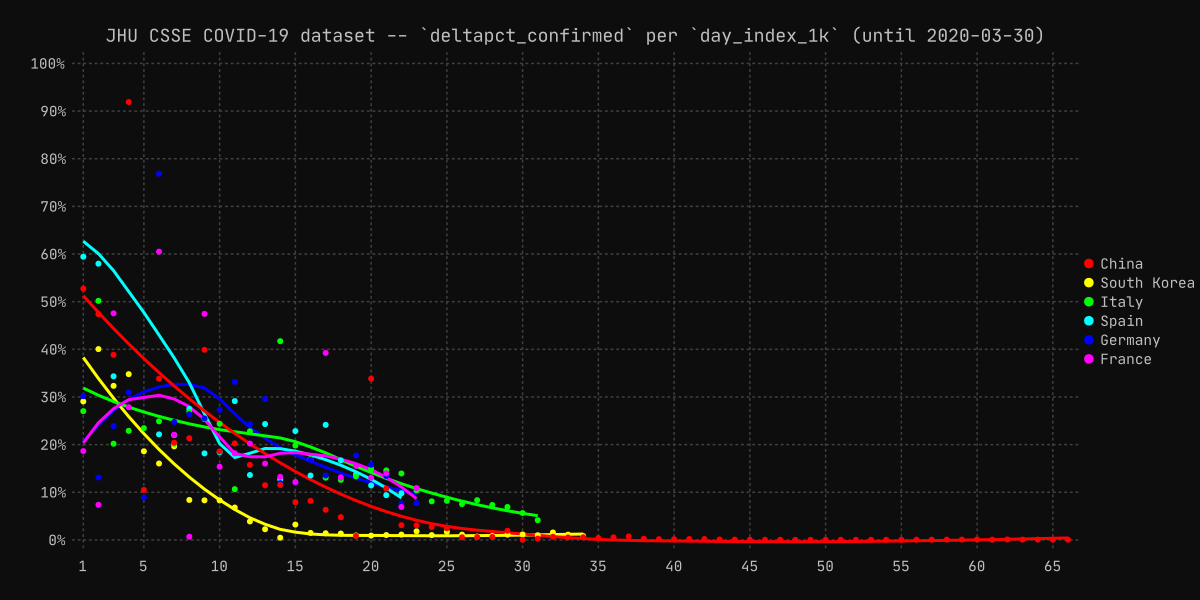 JHU CSSE COVID-19 dataset -- `deltapct_confirmed` per `day_index_1k` (until 2020-03-30)
100%
90%
80%
70%
60%
50%
40%
30%
20%
10%
0%
1 5 10 15 20 25 30 35 40 45 50 55 60 65
China
South Korea
Italy
Spain
Germany
France